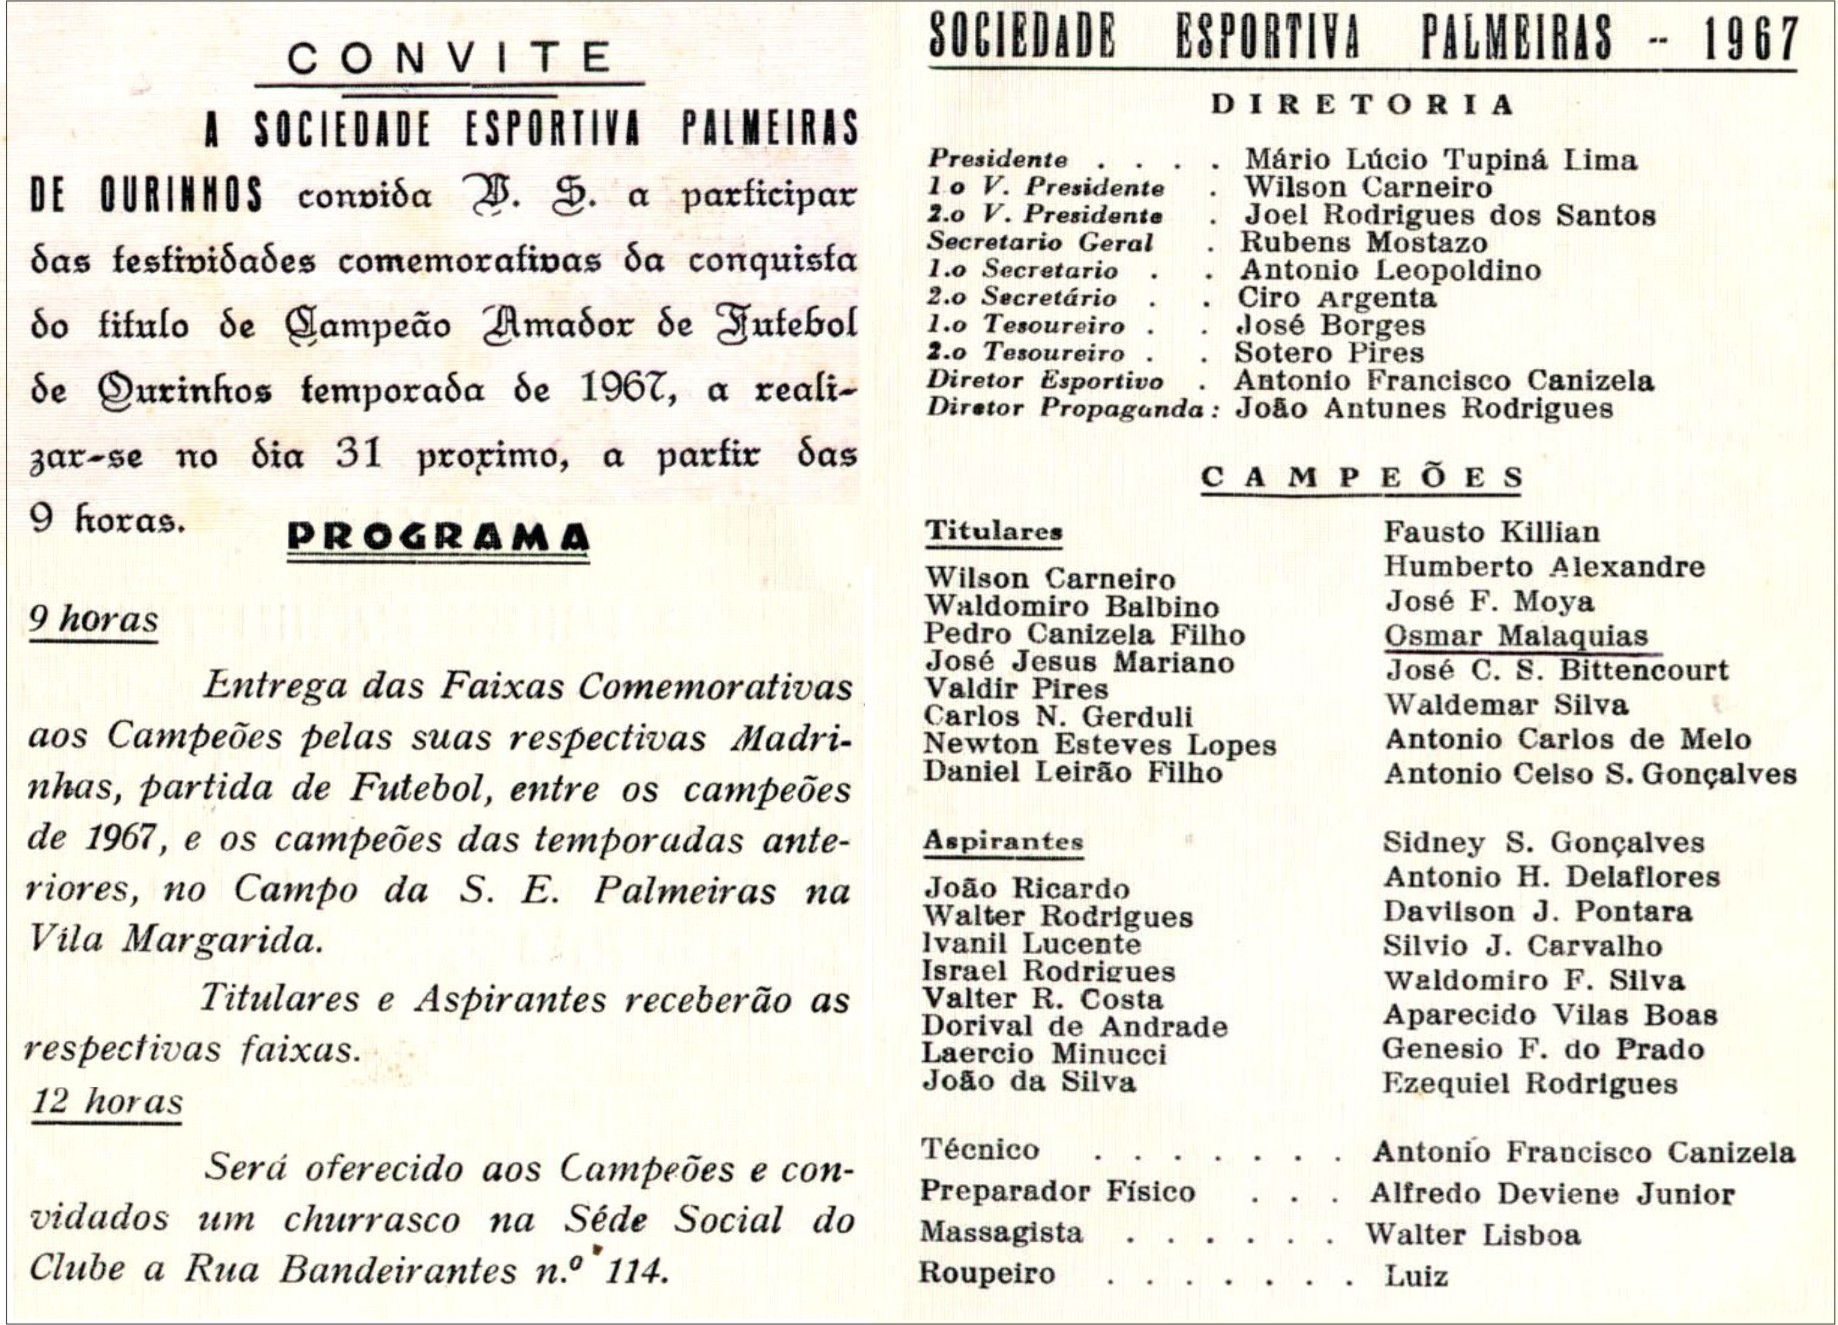 CONVITE
A SOCIEDADE ESPORTIVA PALMEIRAS
DE OURINHOS convida V. S. a participar
das festividades comemorativas da conquista
do titulo de Campeão Amador de Futebol
de Ourinhos temporada de 1967, a reali-
zar-se no dia 31 proximo, a partir das
9 horas.
PROGRAMA
9 horas
Entrega das Faixas Comemorativas
aos Campeões pelas suas respectivas Madri-
nhas, partida de Futebol, entre os campeões
de 1967, e os campeões das temporadas ante-
riores, no Campo da S. E. Palmeiras na
Vila Margarida.
Titulares e Aspirantes receberão as
respectivas faixas.
12 horas
Será oferecido aos Campeões e con-
vidados um churrasco na Séde Social do
Clube a Rua Bandeirantes n.º 114.
SOCIEDADE ESPORTIVA PALMEIRAS -- 1967
DIRETORIA
Presidente . . . . Mário Lúcio Tupiná Lima
1o V. Presidente . Wilson Carneiro
2.o V. Presidente . Joel Rodrigues dos Santos
Secretario Geral . Rubens Mostazo
1.o Secretario . . Antonio Leopoldino
2.o Secretário . . Ciro Argenta
1.o Tesoureiro . . José Borges
2.o Tesoureiro . . Sotero Pires
Diretor Esportivo . Antonio Francisco Canizela
Diretor Propaganda: João Antunes Rodrigues
CAMPEÕES
Titulares
Wilson Carneiro
Waldomiro Balbino
Pedro Canizela Filho
José Jesus Mariano
Valdir Pires
Carlos N. Gerduli
Newton Esteves Lopes
Daniel Leirão Filho
Fausto Killian
Humberto Alexandre
José F. Moya
Osmar Malaquias
José C. S. Bittencourt
Waldemar Silva
Antonio Carlos de Melo
Antonio Celso S. Gonçalves
Aspirantes
João Ricardo
Walter Rodrigues
Ivanil Lucente
Israel Rodrigues
Valter R. Costa
Dorival de Andrade
Laercio Minucci
João da Silva
Sidney S. Gonçalves
Antonio H. Delaflores
Davilson J. Pontara
Silvio J. Carvalho
Waldomiro F. Silva
Aparecido Vilas Boas
Genesio F. do Prado
Ezequiel Rodrigues
Técnico . . . . . . . Antonio Francisco Canizela
Preparador Físico . . . Alfredo Deviene Junior
Massagista . . . . . . Walter Lisboa
Roupeiro . . . . . . . Luiz